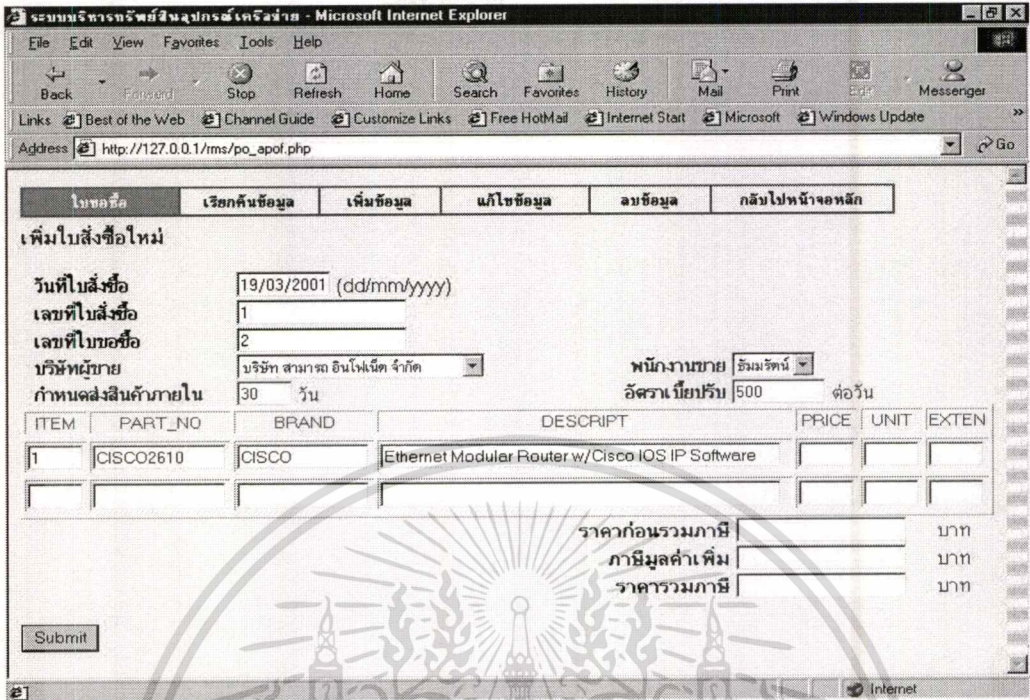 ระบบบริหารทรัพย์สินอุปกรณ์เครือข่าย - Microsoft Internet Explorer
File Edit View Favorites Tools Help
Back Forward Stop Refresh Home Search Favorites History Mail Print Edit Messenger
Links Best of the Web Channel Guide Customize Links Free HotMail Internet Start Microsoft Windows Update »
Address http://127.0.0.1/rms/po_apof.php Go
ใบขอซื้อ เรียกค้นข้อมูล เพิ่มข้อมูล แก้ไขข้อมูล ลบข้อมูล กลับไปหน้าจอหลัก
เพิ่มใบสั่งซื้อใหม่
วันที่ใบสั่งซื้อ 19/03/2001 (dd/mm/yyyy)
เลขที่ใบสั่งซื้อ 1
เลขที่ใบขอซื้อ 2
บริษัทผู้ขาย บริษัท สามารถ อินโฟเน็ต จำกัด พนักงานขาย ธัมมรัตน์
กำหนดส่งสินค้าภายใน 30 วัน อัตราเบี้ยปรับ 500 ต่อวัน
ITEM PART_NO BRAND DESCRIPT PRICE UNIT EXTEN
1 CISCO2610 CISCO Ethernet Modular Router w/Cisco IOS IP Software
ราคาก่อนรวมภาษี บาท
ภาษีมูลค่าเพิ่ม บาท
ราคารวมภาษี บาท
Submit
Internet